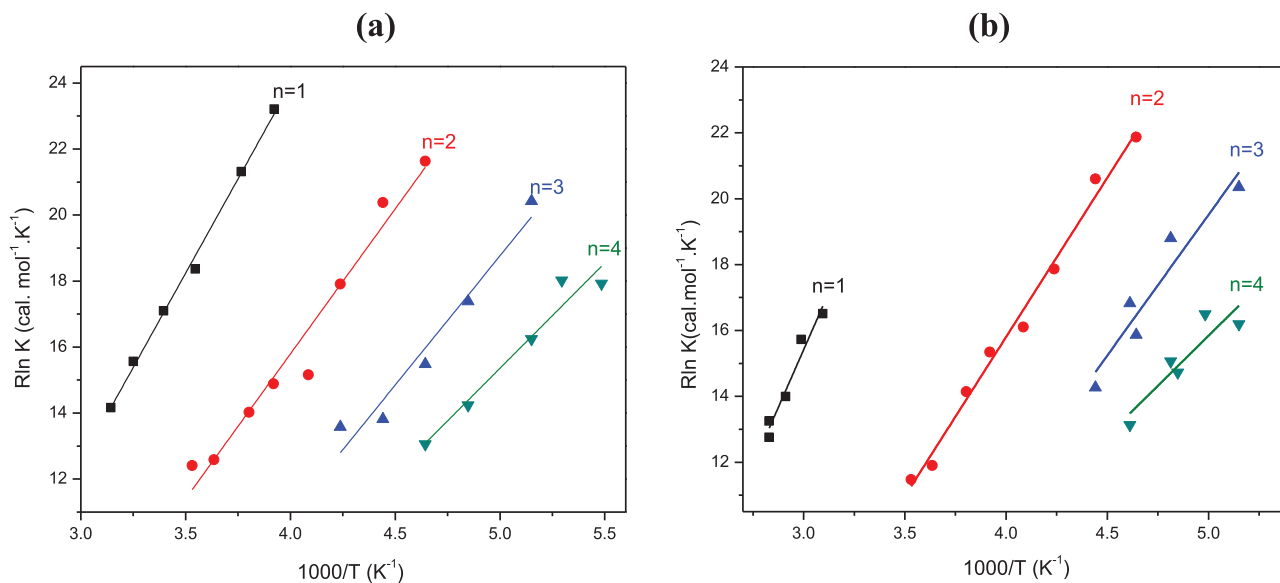 (a)
24
22
20
18
16
14
12
3.0
3.5
4.0
4.5
5.0
5.5
Rln K (cal. mol⁻¹.K⁻¹)
1000/T (K⁻¹)
n=1
n=2
n=3
n=4
(b)
24
22
20
18
16
14
12
3.0
3.5
4.0
4.5
5.0
Rln K(cal.mol⁻¹.K⁻¹)
1000/T (K⁻¹)
n=1
n=2
n=3
n=4